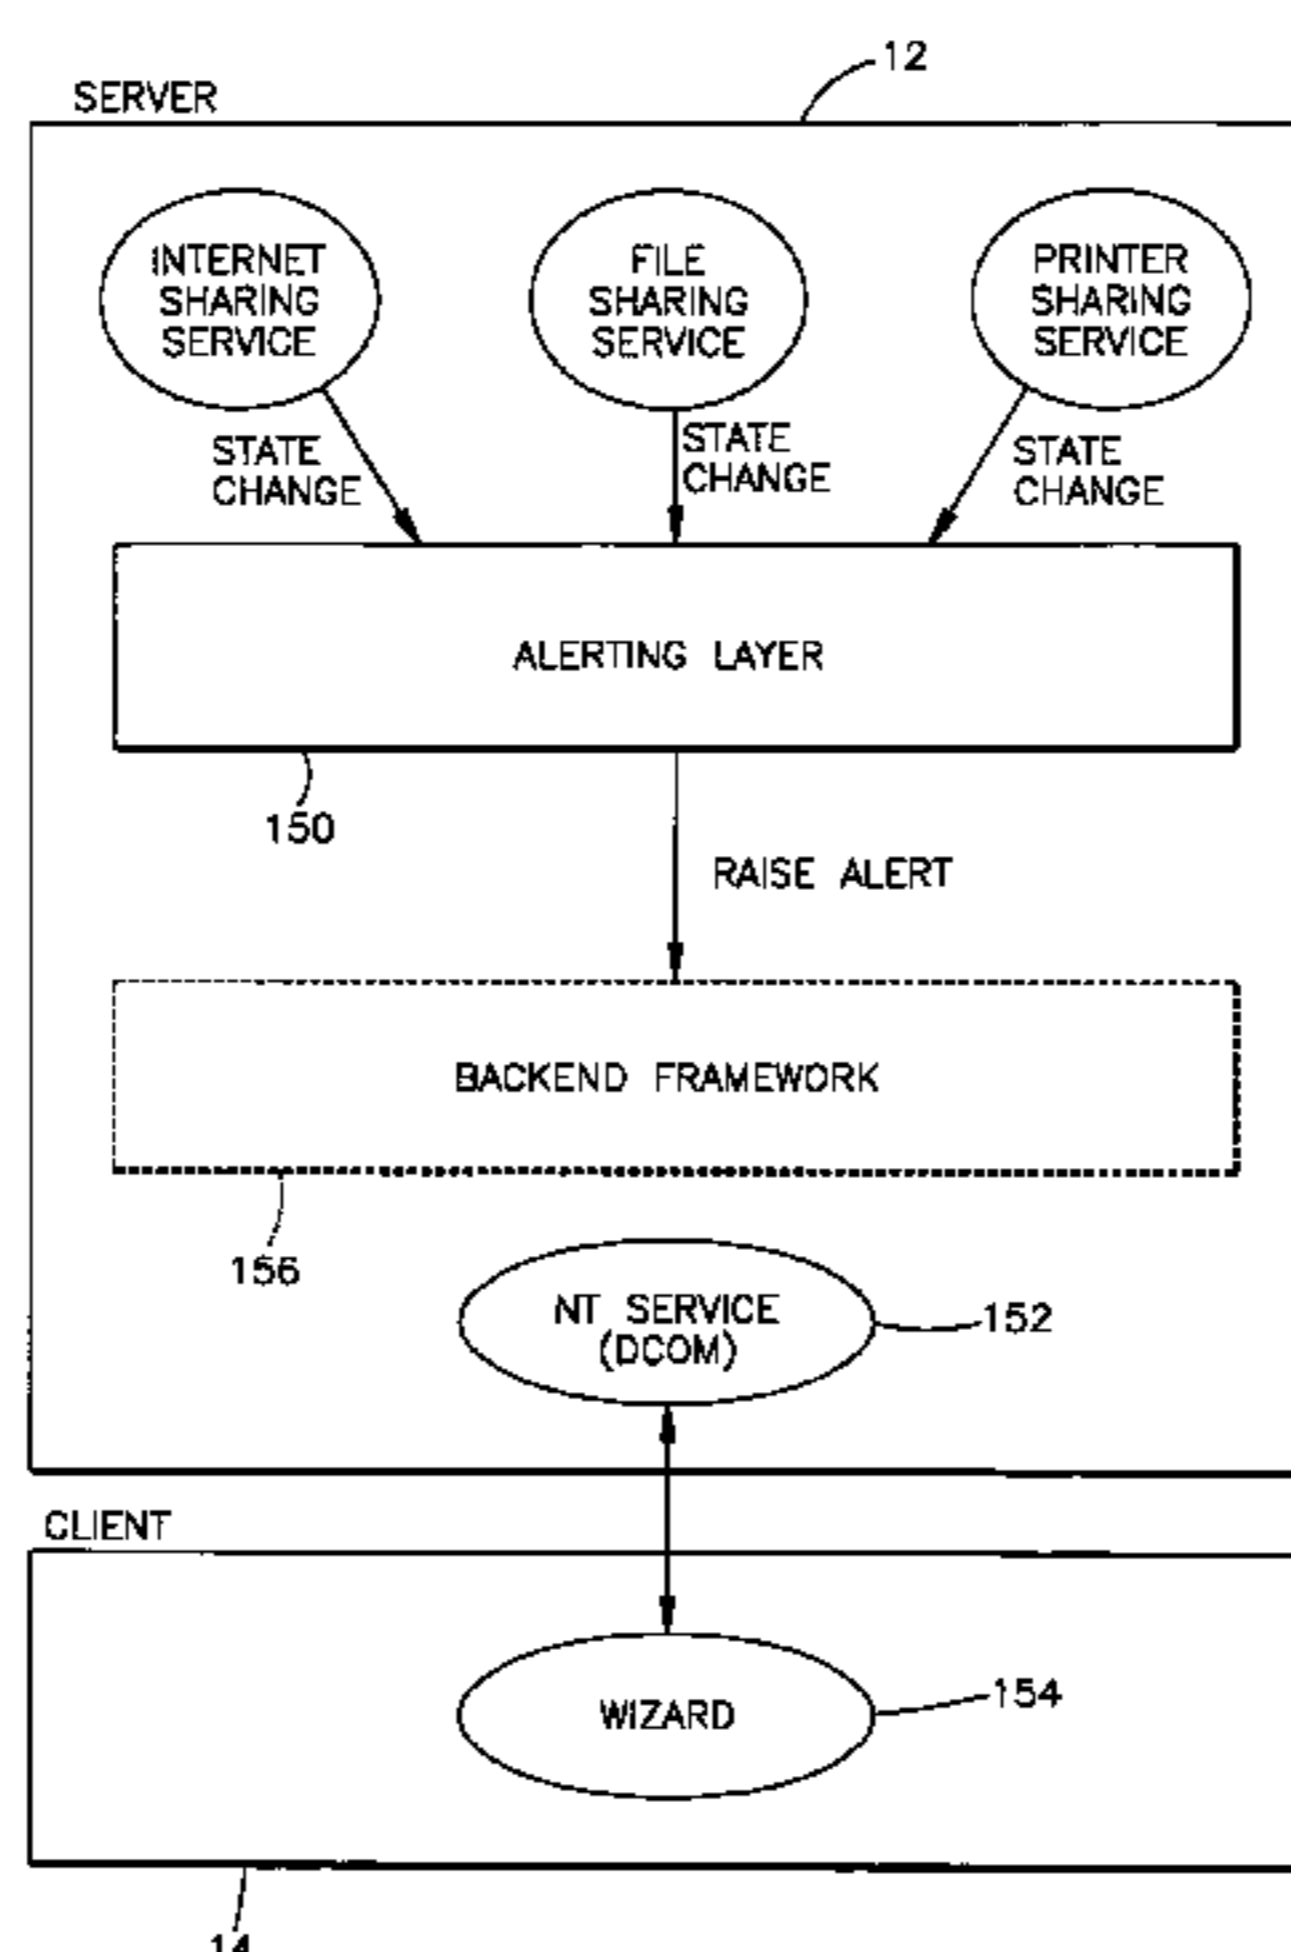 12
SERVER
INTERNET
SHARING
SERVICE
FILE
SHARING
SERVICE
PRINTER
SHARING
SERVICE
STATE
CHANGE
STATE
CHANGE
STATE
CHANGE
ALERTING LAYER
150
RAISE ALERT
BACKEND FRAMEWORK
156
NT SERVICE
(DCOM)
152
CLIENT
WIZARD
154
14